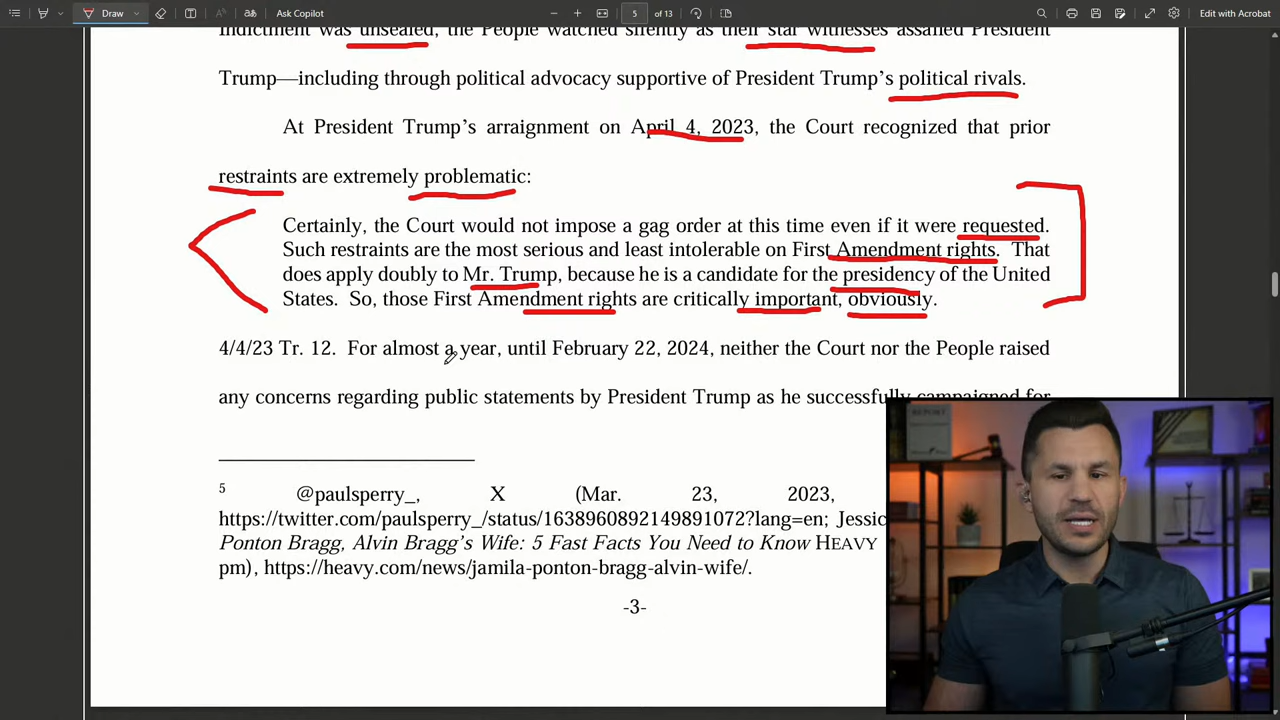 Draw
Ask Copilot
5 of 13
Edit with Acrobat
Indictment was unsealed, the People watched silently as their star witnesses assailed President
Trump—including through political advocacy supportive of President Trump's political rivals.
At President Trump's arraignment on April 4, 2023, the Court recognized that prior
restraints are extremely problematic:
Certainly, the Court would not impose a gag order at this time even if it were requested.
Such restraints are the most serious and least intolerable on First Amendment rights. That
does apply doubly to Mr. Trump, because he is a candidate for the presidency of the United
States. So, those First Amendment rights are critically important, obviously.
4/4/23 Tr. 12. For almost a year, until February 22, 2024, neither the Court nor the People raised
any concerns regarding public statements by President Trump as he successfully campaigned for
5 @paulsperry_, X (Mar. 23, 2023,
https://twitter.com/paulsperry_/status/1638960892149891072?lang=en; Jessic
Ponton Bragg, Alvin Bragg's Wife: 5 Fast Facts You Need to Know HEAVY
pm), https://heavy.com/news/jamila-ponton-bragg-alvin-wife/.
-3-
REPORT